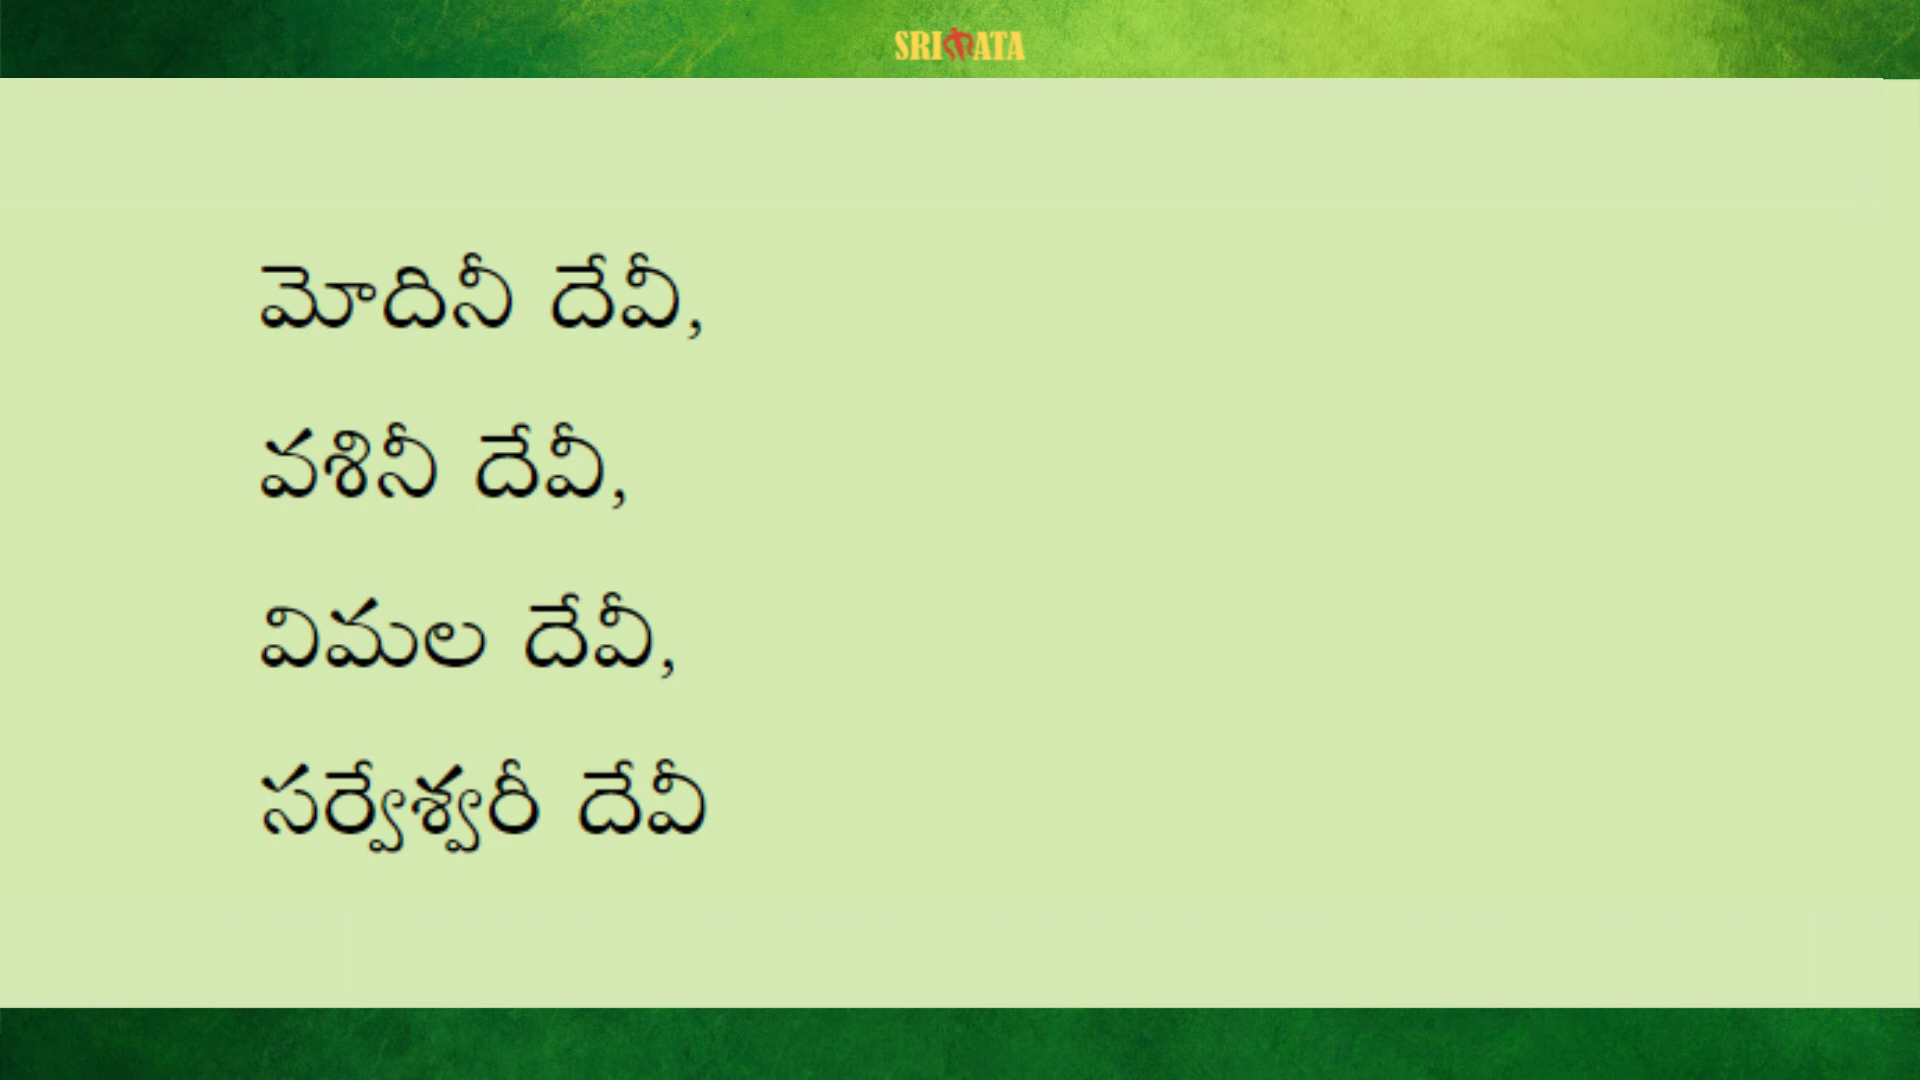 SRIMATA
మోదినీ దేవీ,
వశినీ దేవీ,
విమల దేవీ,
సర్వేశ్వరీ దేవీ